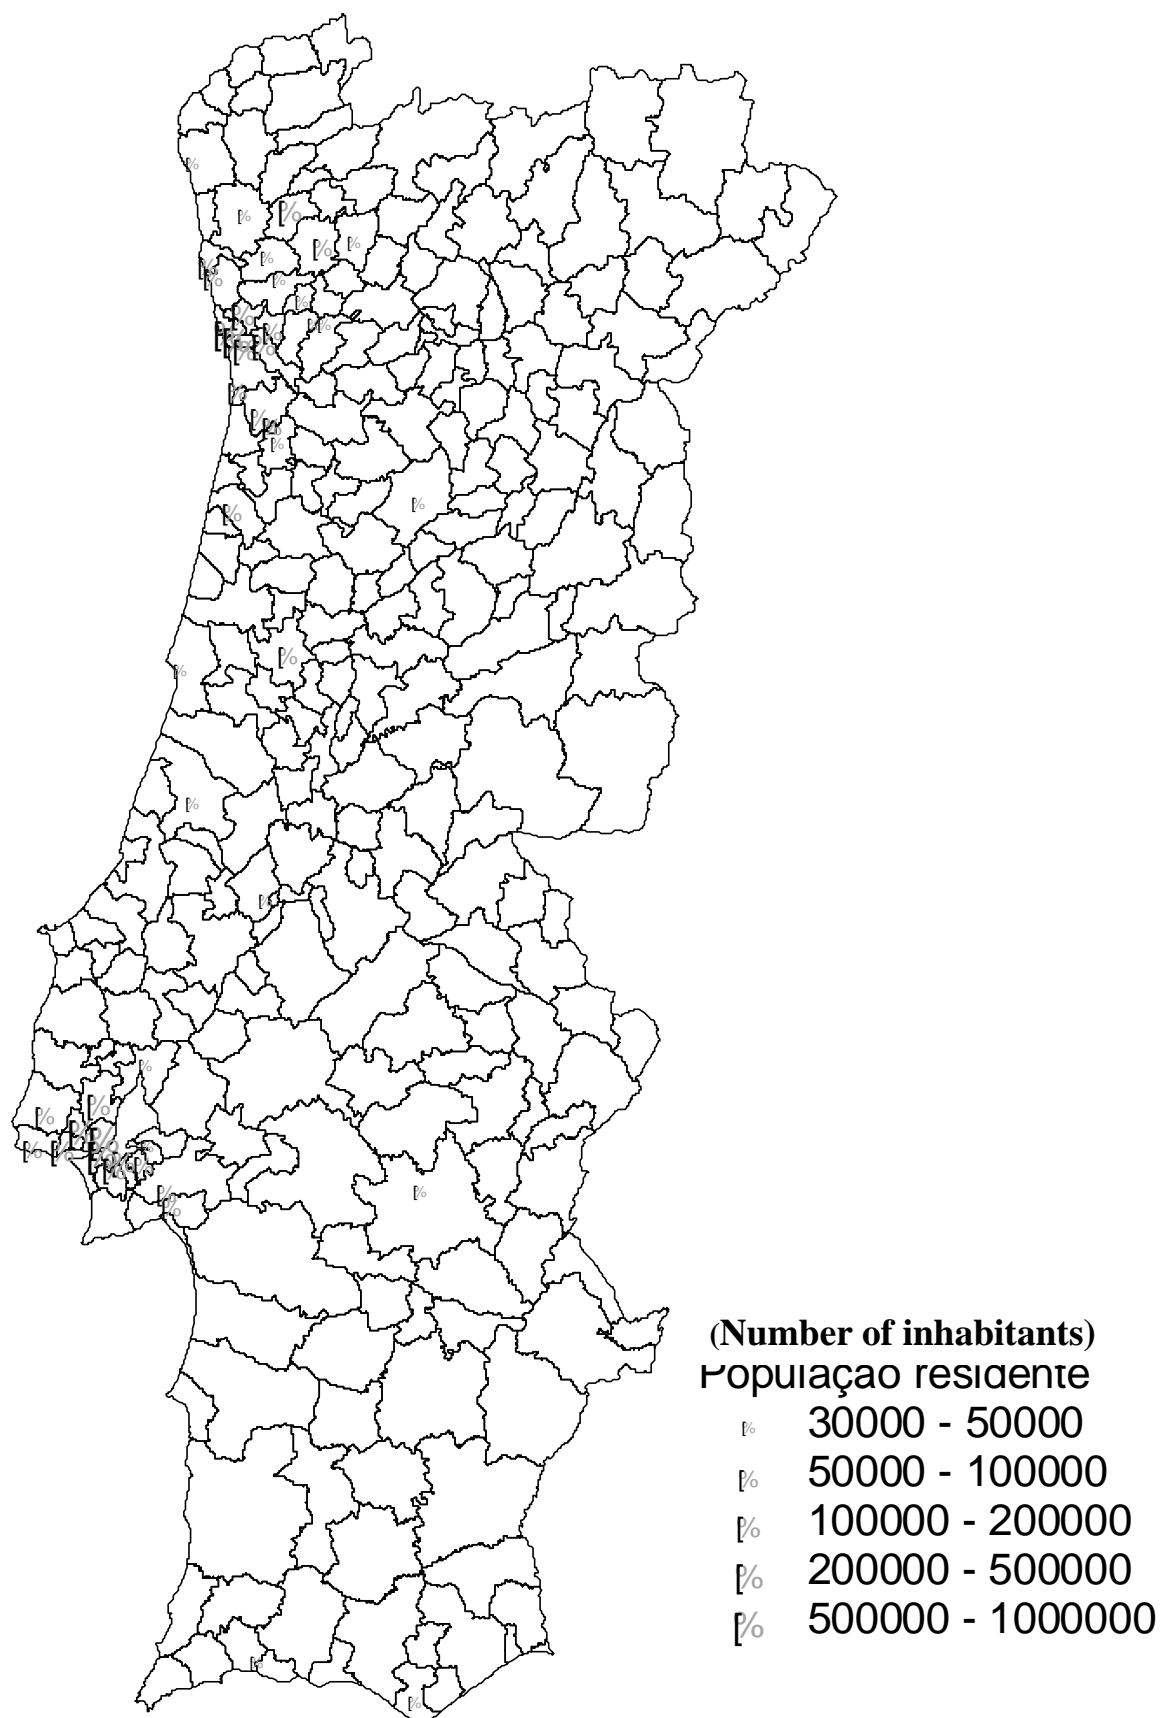 (Number of inhabitants)
População residente
30000 - 50000
50000 - 100000
100000 - 200000
200000 - 500000
500000 - 1000000